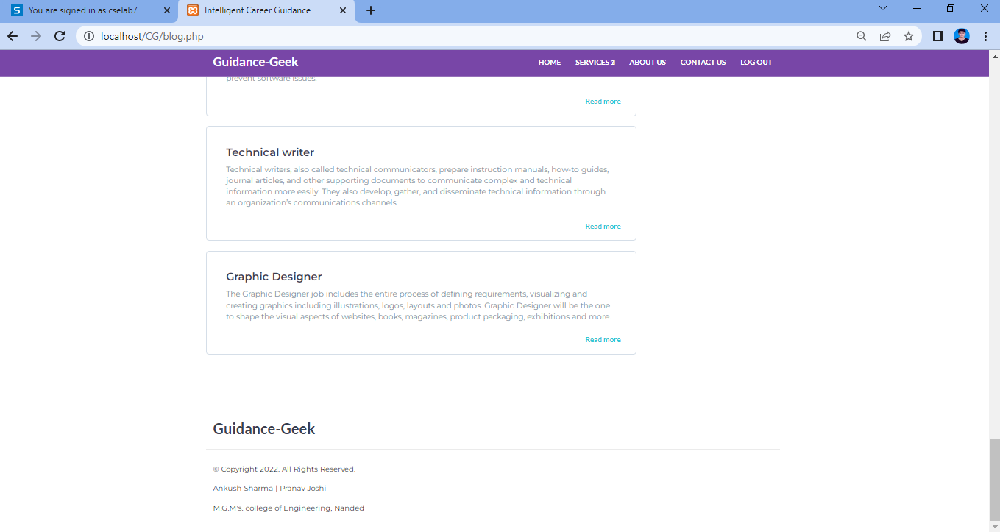 You are signed in as cselab7
Intelligent Career Guidance
localhost/CG/blog.php
Guidance-Geek
HOME
SERVICES
ABOUT US
CONTACT US
LOG OUT
prevent software issues.
Read more
Technical writer
Technical writers, also called technical communicators, prepare instruction manuals, how-to guides,
journal articles, and other supporting documents to communicate complex and technical
information more easily. They also develop, gather, and disseminate technical information through
an organization's communications channels.
Read more
Graphic Designer
The Graphic Designer job includes the entire process of defining requirements, visualizing and
creating graphics including illustrations, logos, layouts and photos. Graphic Designer will be the one
to shape the visual aspects of websites, books, magazines, product packaging, exhibitions and more.
Read more
Guidance-Geek
© Copyright 2022. All Rights Reserved.
Ankush Sharma | Pranav Joshi
M.G.M's. college of Engineering, Nanded